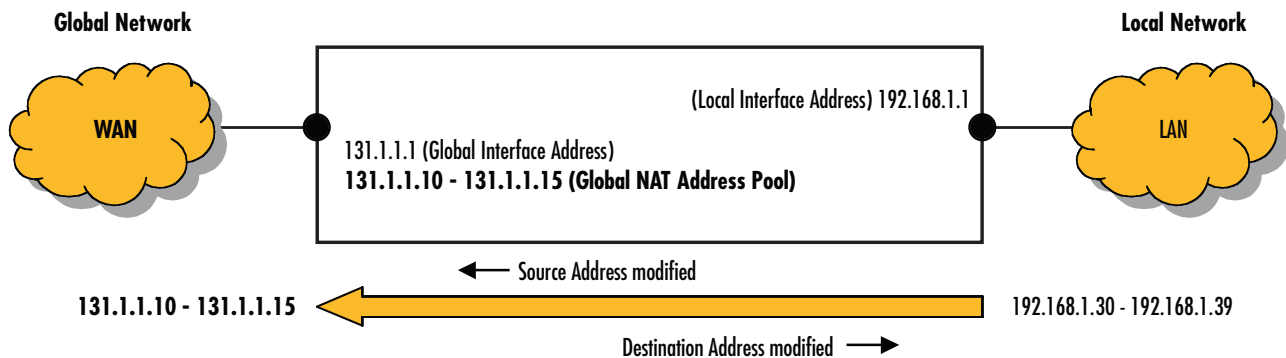 Global Network
Local Network
WAN
(Local Interface Address) 192.168.1.1
LAN
131.1.1.1 (Global Interface Address)
131.1.1.10 - 131.1.1.15 (Global NAT Address Pool)
Source Address modified
131.1.1.10 - 131.1.1.15
192.168.1.30 - 192.168.1.39
Destination Address modified